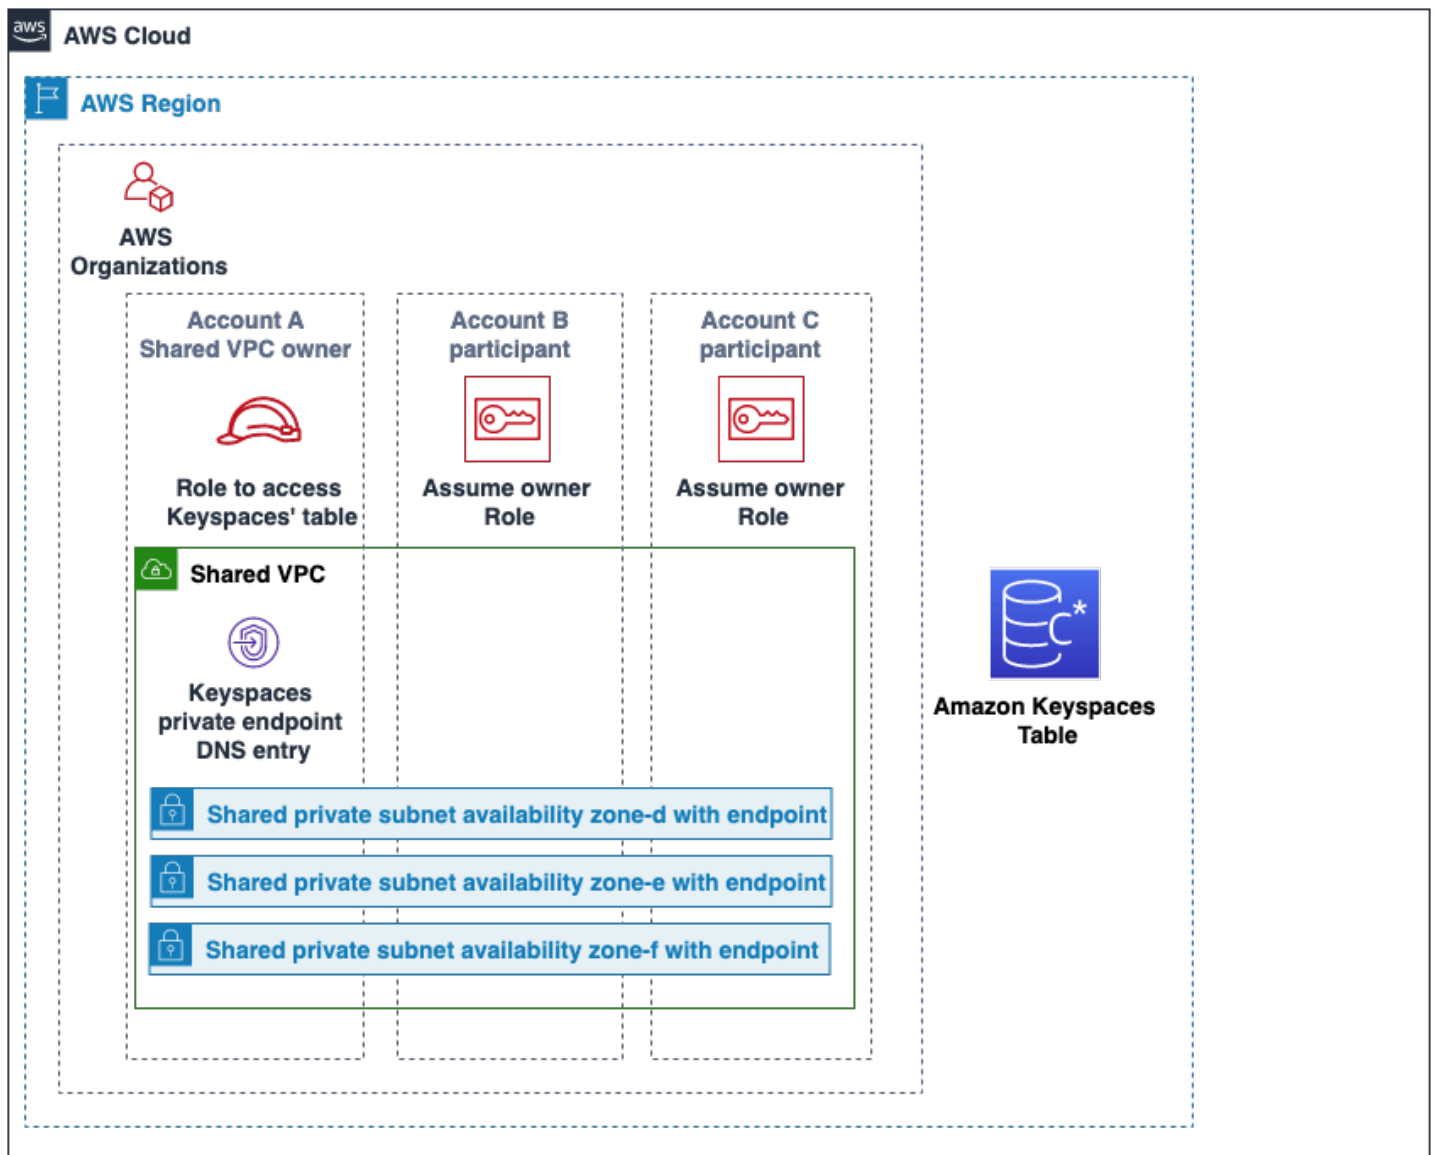 aws
AWS Cloud
AWS Region
AWS
Organizations
Account A
Shared VPC owner
Account B
participant
Account C
participant
Role to access
Keyspaces' table
Assume owner
Role
Assume owner
Role
Shared VPC
Keyspaces
private endpoint
DNS entry
Shared private subnet availability zone-d with endpoint
Shared private subnet availability zone-e with endpoint
Shared private subnet availability zone-f with endpoint
C*
Amazon Keyspaces
Table